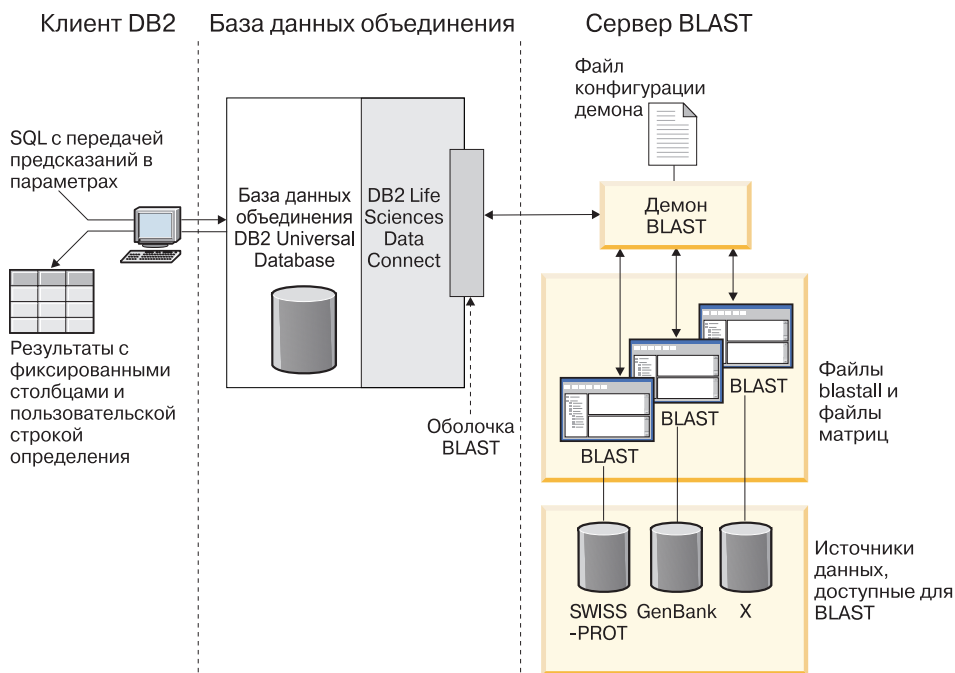 Клиент DB2
База данных объединения
Сервер BLAST
Файл
конфигурации
демона
SQL с передачей
предсказаний в
параметрах
База данных
объединения
DB2 Universal
Database
DB2 Life
Sciences
Data
Connect
Демон
BLAST
Результаты с
фиксированными
столбцами и
пользовательской
строкой
определения
Оболочка
BLAST
BLAST
BLAST
BLAST
Файлы
blastall и
файлы
матриц
SWISS
-PROT
GenBank
X
Источники
данных,
доступные для
BLAST